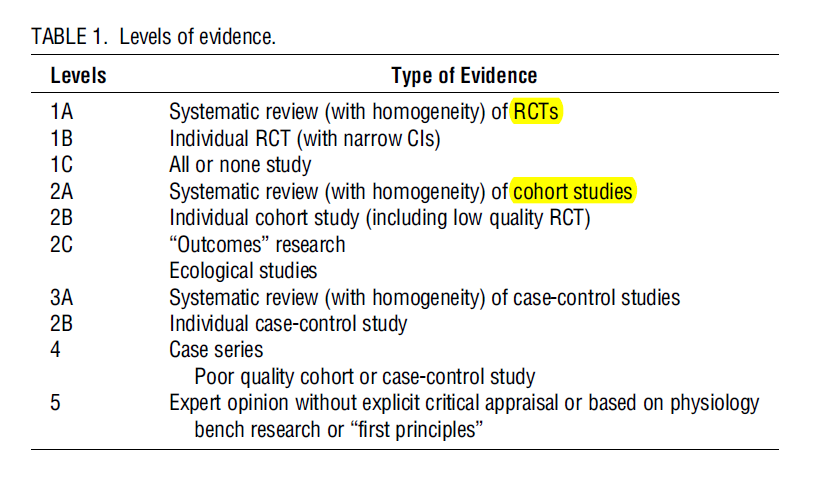 TABLE 1. Levels of evidence.
Levels Type of Evidence
1A Systematic review (with homogeneity) of RCTs
1B Individual RCT (with narrow CIs)
1C All or none study
2A Systematic review (with homogeneity) of cohort studies
2B Individual cohort study (including low quality RCT)
2C “Outcomes” research
Ecological studies
3A Systematic review (with homogeneity) of case-control studies
2B Individual case-control study
4 Case series
Poor quality cohort or case-control study
5 Expert opinion without explicit critical appraisal or based on physiology
bench research or “first principles”